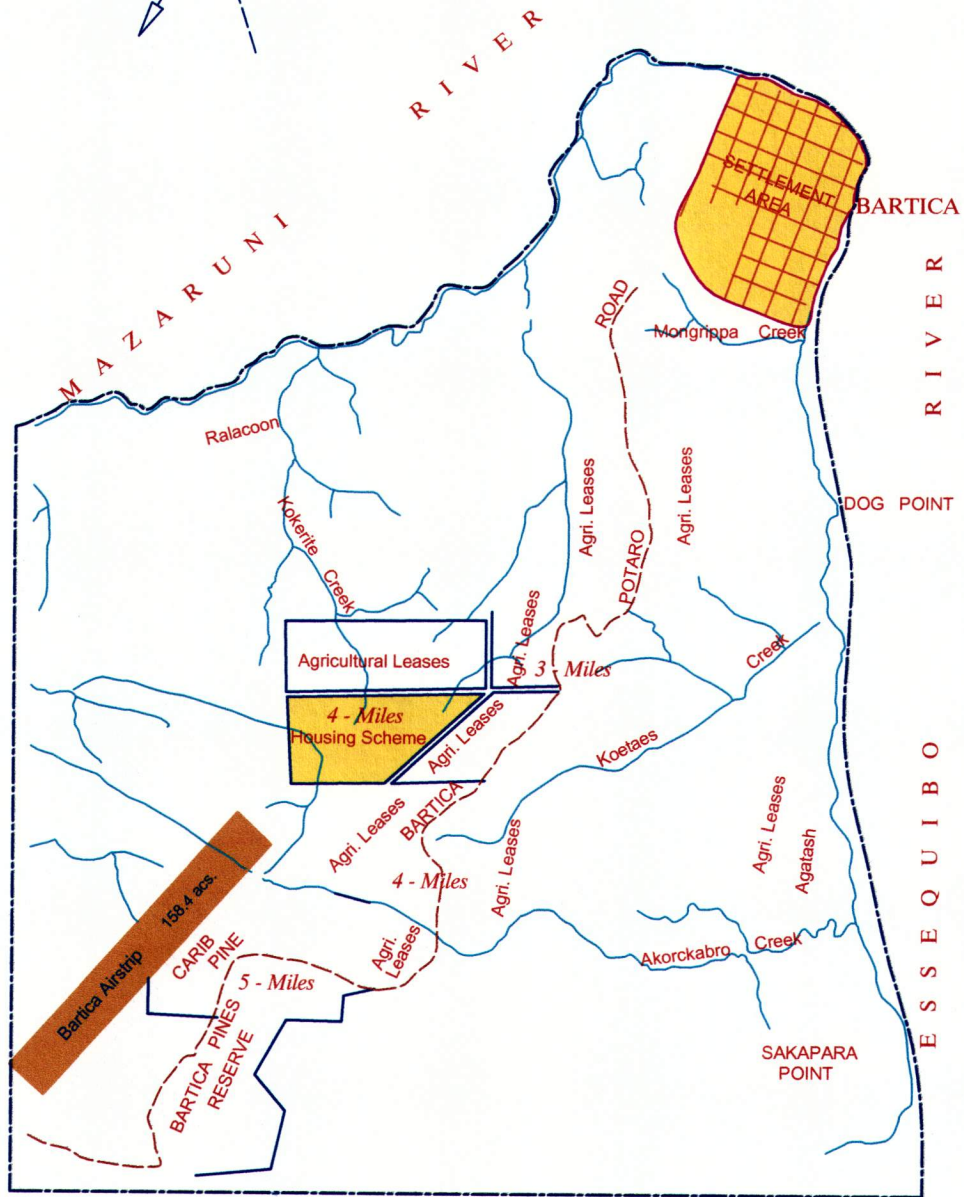 MAZARUNI RIVER
SETTLEMENT
AREA
BARTICA
ESSEQUIBO RIVER
Mongrippa Creek
BARTICA POTARO ROAD
Ralacoon
Kokerite Creek
Agri. Leases
Agri. Leases
DOG POINT
Agri. Leases
3 - Miles
Agricultural Leases
4 - Miles
Housing Scheme
Agri. Leases
Koetaes Creek
Agri. Leases
4 - Miles
Agri. Leases
Agri. Leases
Agatash
Bartica Airstrip 158.4 acs.
CARIB
PINE
Agri.
Leases
5 - Miles
Akorckabro Creek
BARTICA PINES
RESERVE
SAKAPARA
POINT